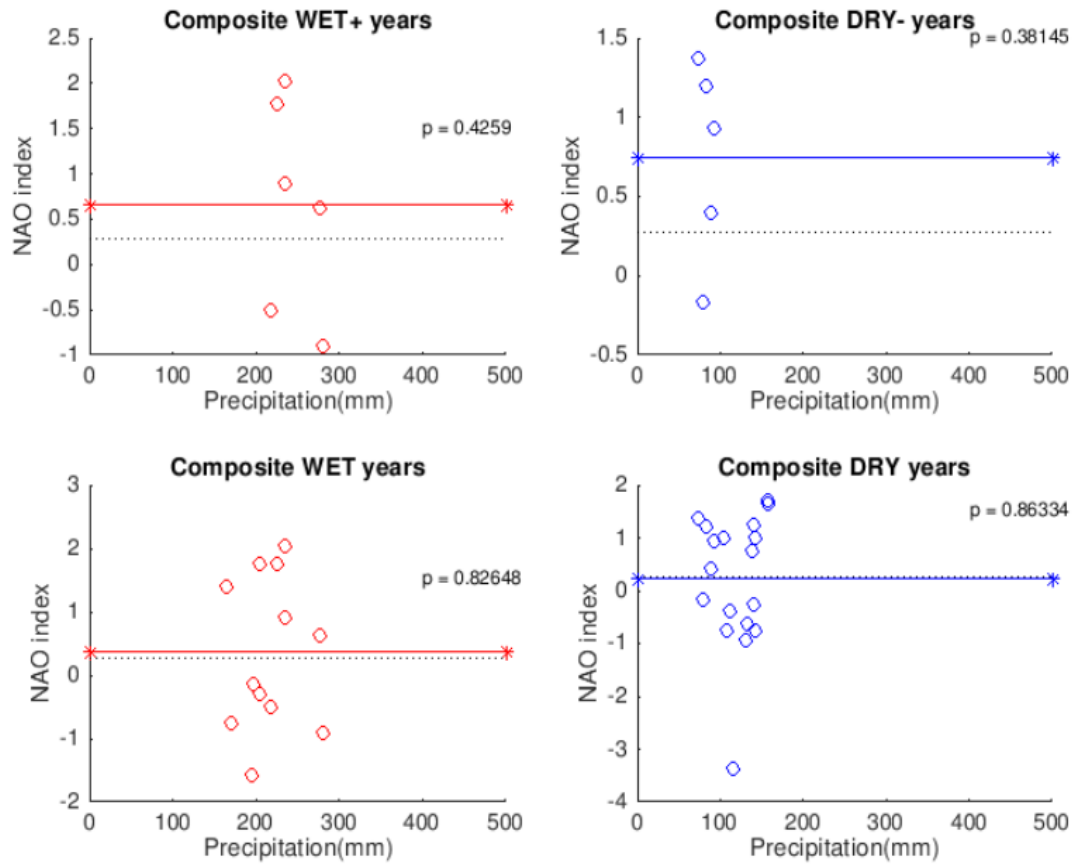 Composite WET+ years
2.5
2
1.5
1
0.5
0
-0.5
-1
NAO index
p = 0.4259
0 100 200 300 400 500
Precipitation(mm)
Composite DRY- years
p = 0.38145
1.5
1
0.5
0
-0.5
NAO index
0 100 200 300 400 500
Precipitation(mm)
Composite WET years
3
2
1
0
-1
-2
NAO index
p = 0.82648
0 100 200 300 400 500
Precipitation(mm)
Composite DRY years
2
1
0
-1
-2
-3
-4
NAO index
p = 0.86334
0 100 200 300 400 500
Precipitation(mm)